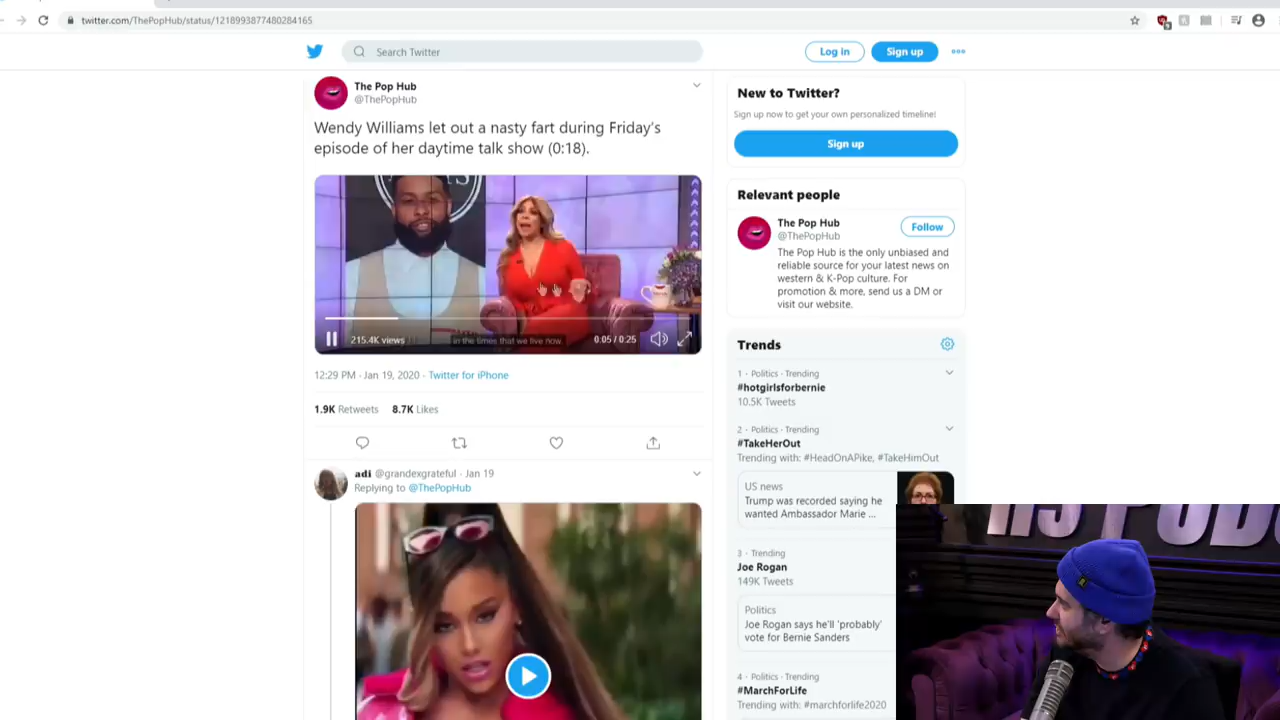 twitter.com/ThePopHub/status/1218993877480284165
Search Twitter
Log in
Sign up
The Pop Hub
@ThePopHub
Wendy Williams let out a nasty fart during Friday's
episode of her daytime talk show (0:18).
215.4K views
in the times that we live now.
0:05 / 0:25
12:29 PM · Jan 19, 2020 · Twitter for iPhone
1.9K Retweets 8.7K Likes
adi @grandexgrateful · Jan 19
Replying to @ThePopHub
New to Twitter?
Sign up now to get your own personalized timeline!
Sign up
Relevant people
The Pop Hub
@ThePopHub
Follow
The Pop Hub is the only unbiased and
reliable source for your latest news on
western & K-Pop culture. For
promotion & more, send us a DM or
visit our website.
Trends
1 · Politics · Trending
#hotgirlsforbernie
10.5K Tweets
2 · Politics · Trending
#TakeHerOut
Trending with: #HeadOnAPike, #TakeHimOut
US news
Trump was recorded saying he
wanted Ambassador Marie ...
3 · Trending
Joe Rogan
149K Tweets
Politics
Joe Rogan says he'll 'probably'
vote for Bernie Sanders
4 · Politics · Trending
#MarchForLife
Trending with: #marchforlife2020